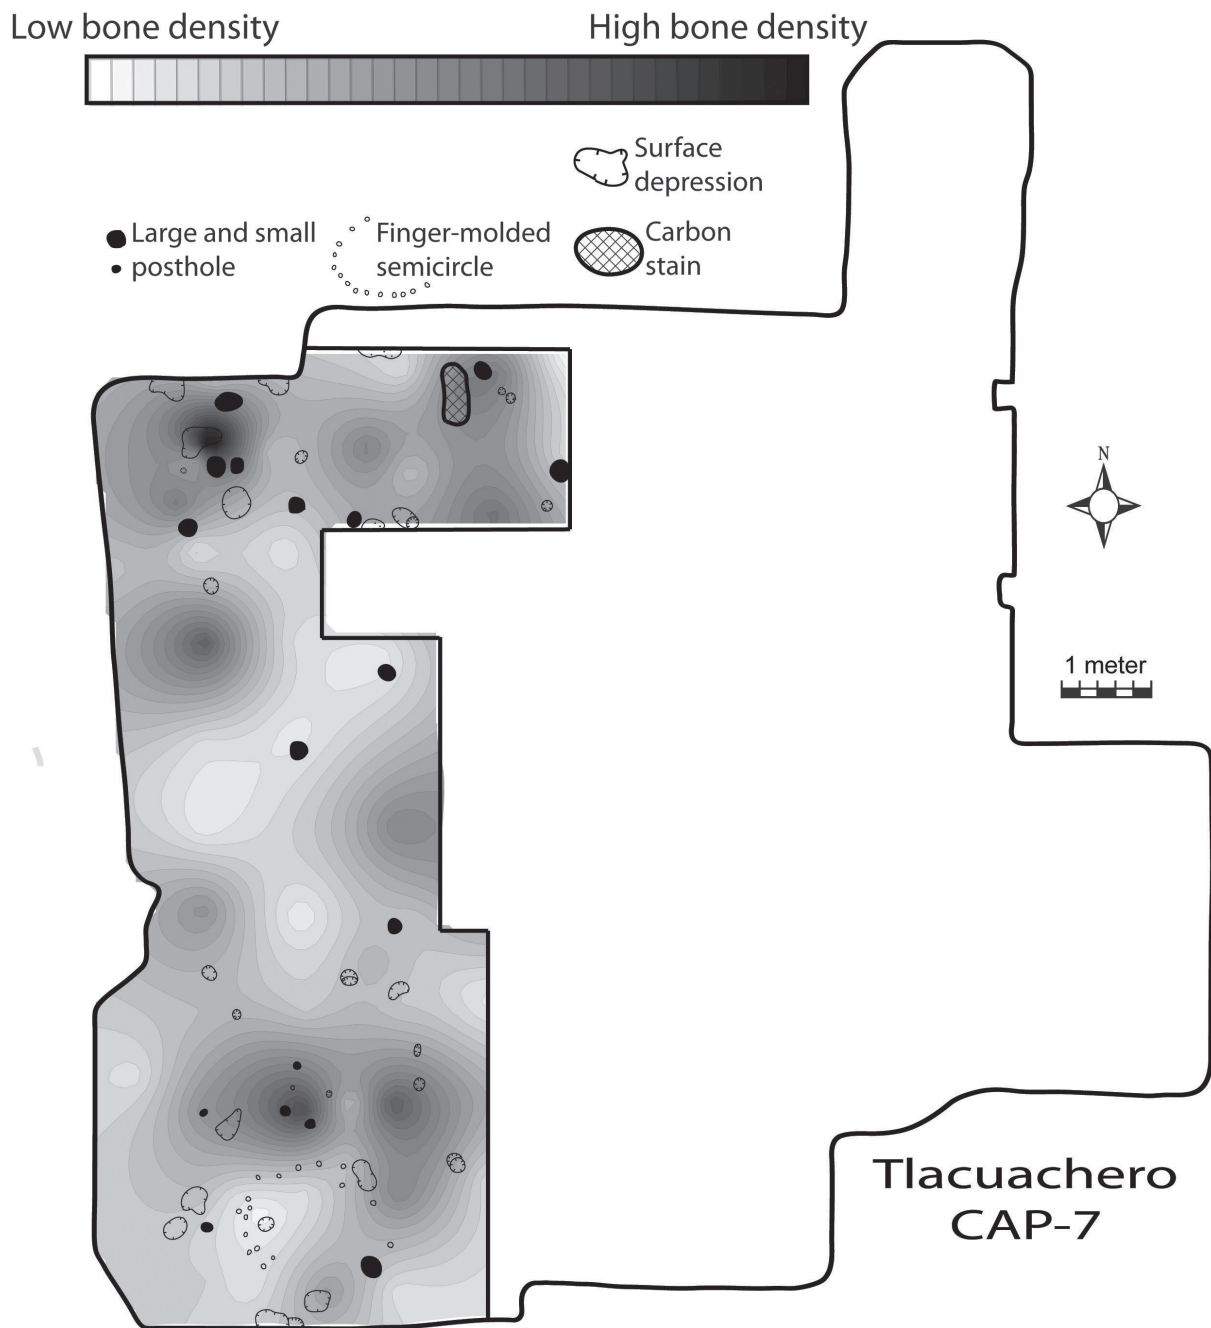 Low bone density
High bone density
Surface
depression
Large and small
posthole
Finger-molded
semicircle
Carbon
stain
N
1 meter
Tlacuachero
CAP-7